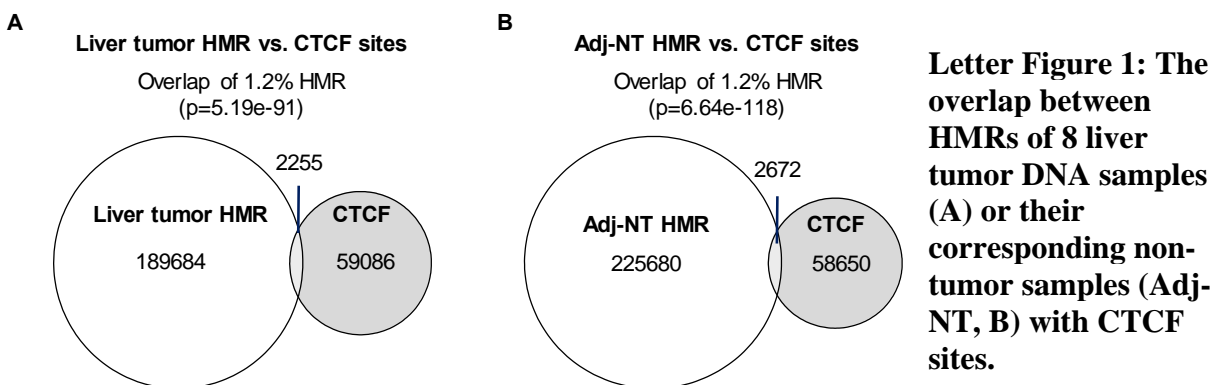 A
Liver tumor HMR vs. CTCF sites
Overlap of 1.2% HMR
(p=5.19e-91)
2255
Liver tumor HMR
CTCF
189684
59086
B
Adj-NT HMR vs. CTCF sites
Overlap of 1.2% HMR
(p=6.64e-118)
2672
Adj-NT HMR
CTCF
225680
58650
Letter Figure 1: The
overlap between
HMRs of 8 liver
tumor DNA samples
(A) or their
corresponding non-
tumor samples (Adj-
NT, B) with CTCF
sites.